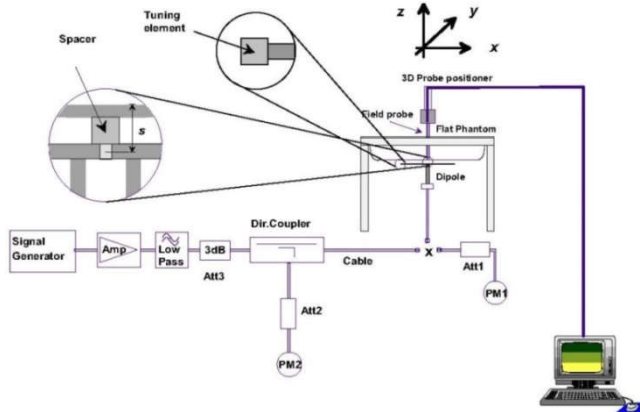 Tuning
element
Spacer
z
y
x
s
3D Probe positioner
Field probe
Flat Phantom
Dipole
Dir.Coupler
Signal
Generator
Amp
Low
Pass
3dB
Att3
Cable
X
Att1
PM1
Att2
PM2